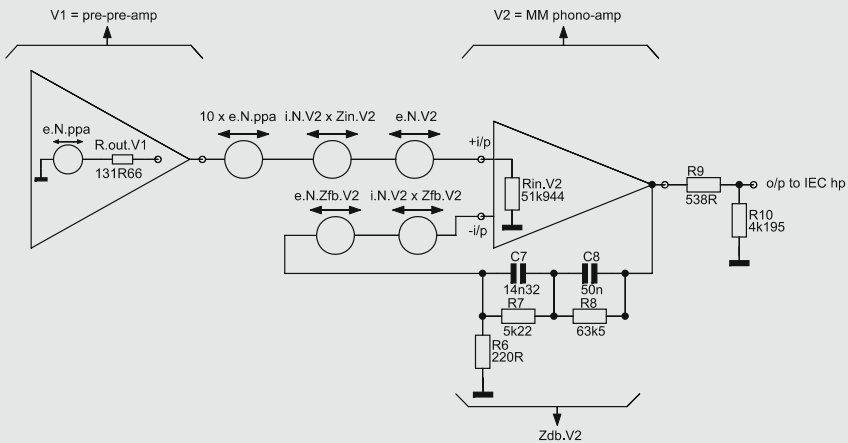 V1 = pre-pre-amp
V2 = MM phono-amp
10 x e.N.ppa
i.N.V2 x Zin.V2
e.N.V2
e.N.ppa
R.out.V1
131R66
+i/p
Rin.V2
51k944
R9
538R
o/p to IEC hp
R10
4k195
e.N.Zfb.V2
i.N.V2 x Zfb.V2
-i/p
C7
14n32
C8
50n
R7
5k22
R8
63k5
R6
220R
Zdb.V2